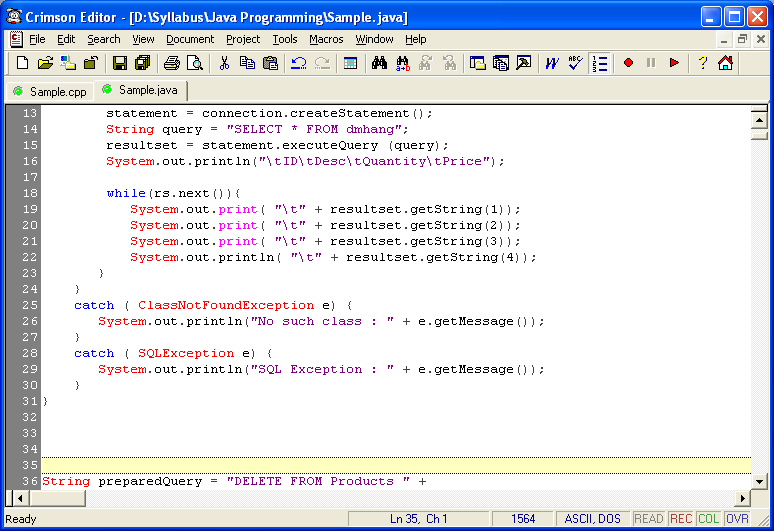 Crimson Editor - [D:\Syllabus\Java Programming\Sample.java]
File Edit Search View Document Project Tools Macros Window Help
Sample.cpp Sample.java
13 statement = connection.createStatement();
14 String query = "SELECT * FROM dmhang";
15 resultset = statement.executeQuery (query);
16 System.out.println("\tID\tDesc\tQuantity\tPrice");
17
18 while(rs.next()){
19 System.out.print( "\t" + resultset.getString(1));
20 System.out.print( "\t" + resultset.getString(2));
21 System.out.print( "\t" + resultset.getString(3));
22 System.out.println( "\t" + resultset.getString(4));
23 }
24 }
25 catch ( ClassNotFoundException e) {
26 System.out.println("No such class : " + e.getMessage());
27 }
28 catch ( SQLException e) {
29 System.out.println("SQL Exception : " + e.getMessage());
30 }
31 }
32
33
34
35
36 String preparedQuery = "DELETE FROM Products " +
Ready Ln 35, Ch 1 1564 ASCII, DOS READ REC COL OVR